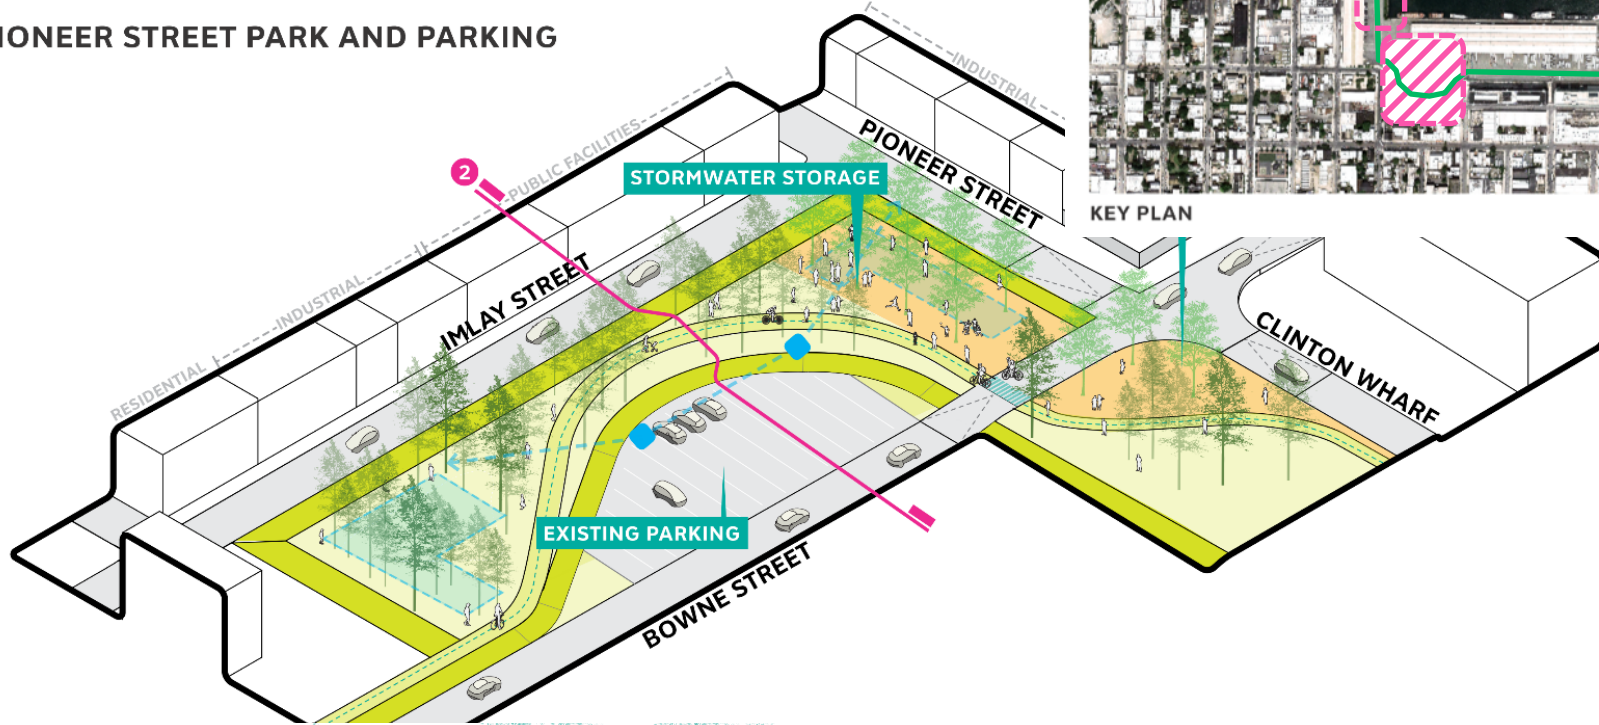 IONEER STREET PARK AND PARKING
INDUSTRIAL
PIONEER STREET
2
PUBLIC FACILITIES
STORMWATER STORAGE
KEY PLAN
INDUSTRIAL
IMLAY STREET
RESIDENTIAL
CLINTON WHARF
EXISTING PARKING
BOWNE STREET